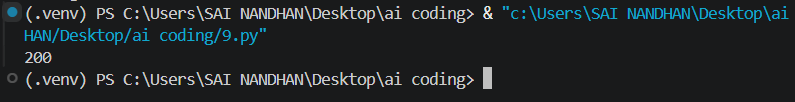 (.venv) PS C:\Users\SAI NANDHAN\Desktop\ai coding> & "c:\Users\SAI NANDHAN\Desktop\ai
HAN/Desktop/ai coding/9.py"
200
(.venv) PS C:\Users\SAI NANDHAN\Desktop\ai coding>